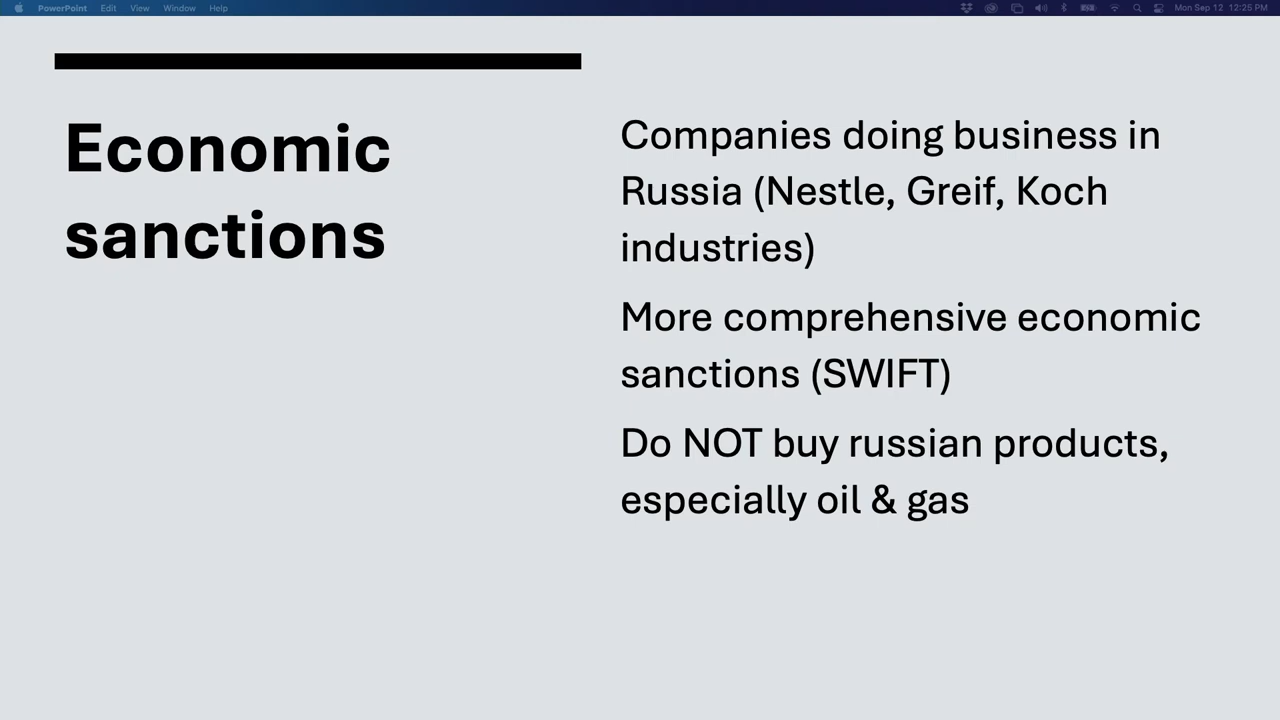 PowerPoint Edit View Window Help
Mon Sep 12 12:25 PM
Economic
sanctions
Companies doing business in
Russia (Nestle, Greif, Koch
industries)
More comprehensive economic
sanctions (SWIFT)
Do NOT buy russian products,
especially oil & gas